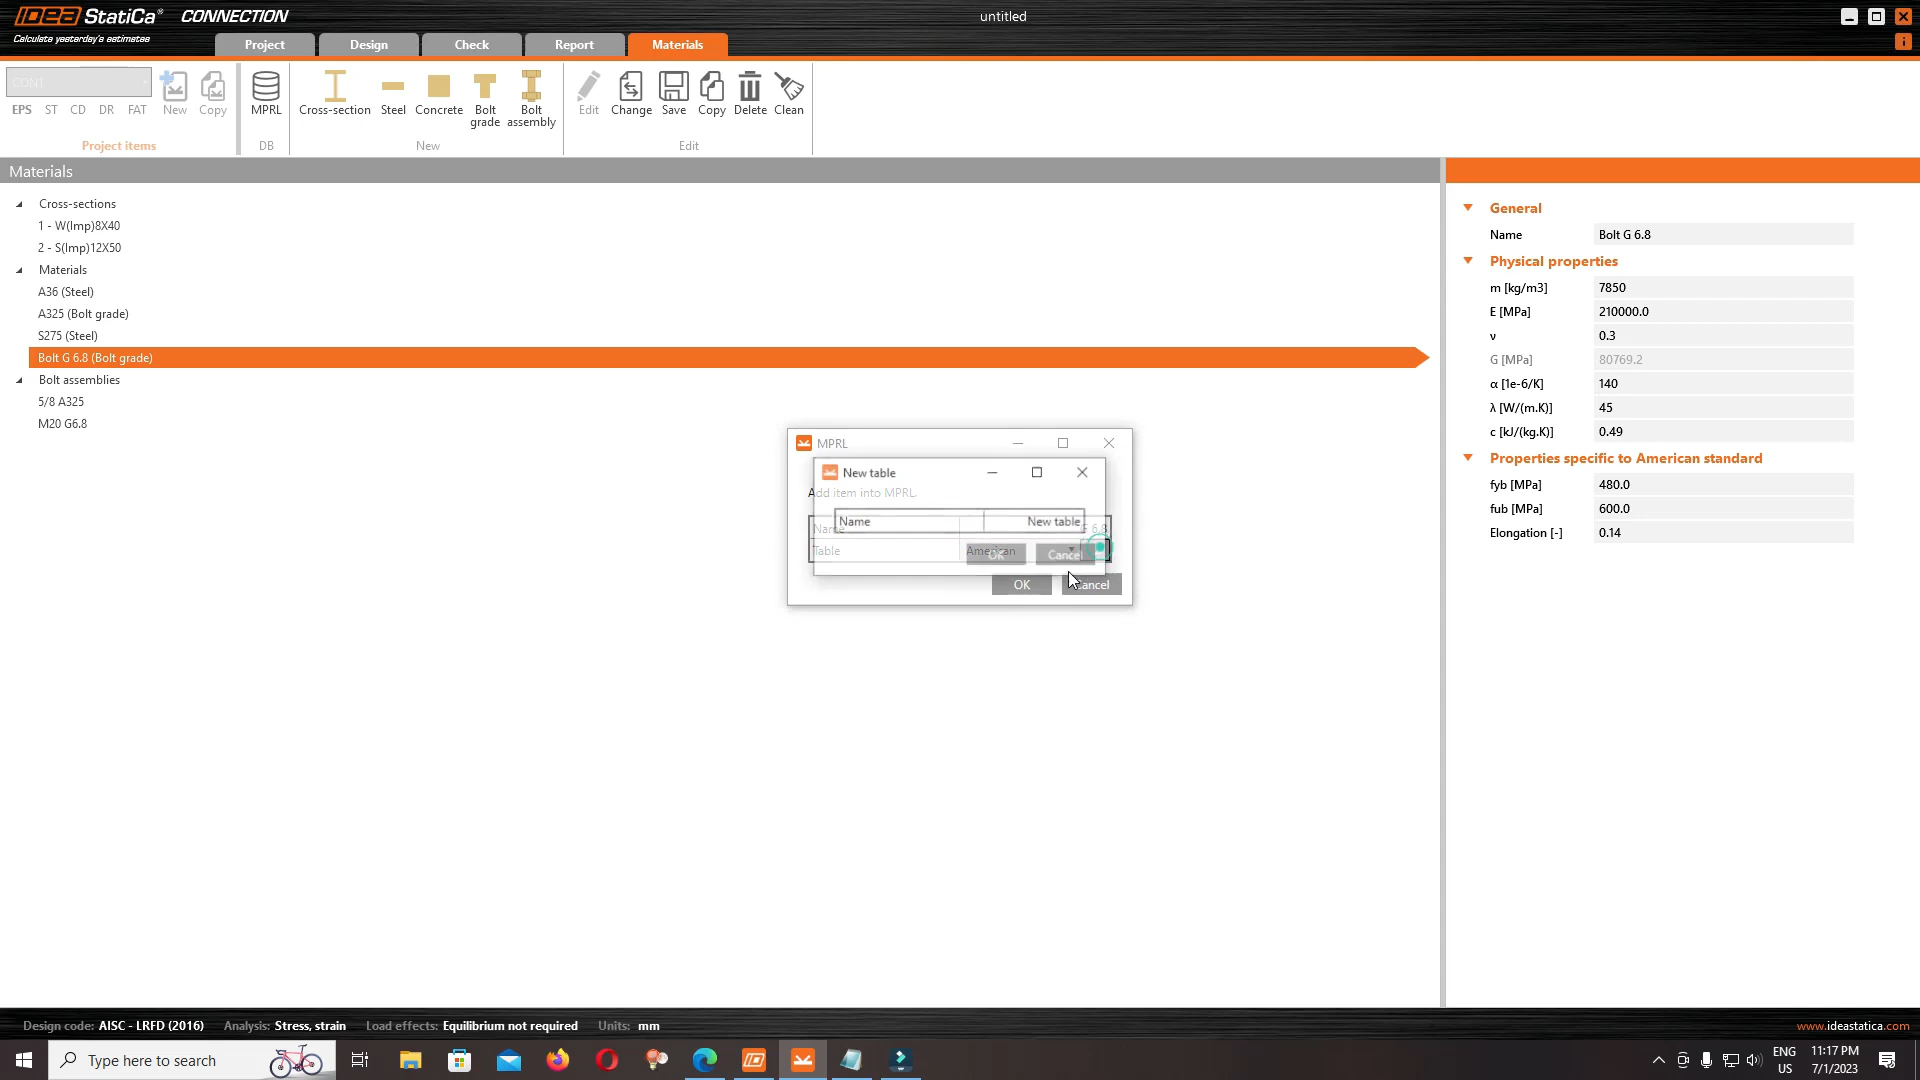 IDEA StatiCa® CONNECTION
Calculate yesterday's estimates
untitled
Project Design Check Report Materials
CONT
EPS ST CD DR FAT New Copy
Project items
MPRL
DB
Cross-section Steel Concrete Bolt grade Bolt assembly
New
Edit Change Save Copy Delete Clean
Edit
Materials
Cross-sections
1 - W(Imp)8X40
2 - S(Imp)12X50
Materials
A36 (Steel)
A325 (Bolt grade)
S275 (Steel)
Bolt G 6.8 (Bolt grade)
Bolt assemblies
5/8 A325
M20 G6.8
MPRL
New table
Add item into MPRL
Name New table
Name G 6.8
Table American
OK Cancel
OK Cancel
General
Name Bolt G 6.8
Physical properties
m [kg/m3] 7850
E [MPa] 210000.0
ν 0.3
G [MPa] 80769.2
α [1e-6/K] 140
λ [W/(m.K)] 45
c [kJ/(kg.K)] 0.49
Properties specific to American standard
fyb [MPa] 480.0
fub [MPa] 600.0
Elongation [-] 0.14
Design code: AISC - LRFD (2016) Analysis: Stress, strain Load effects: Equilibrium not required Units: mm
www.ideastatica.com
Type here to search
ENG
US
11:17 PM
7/1/2023